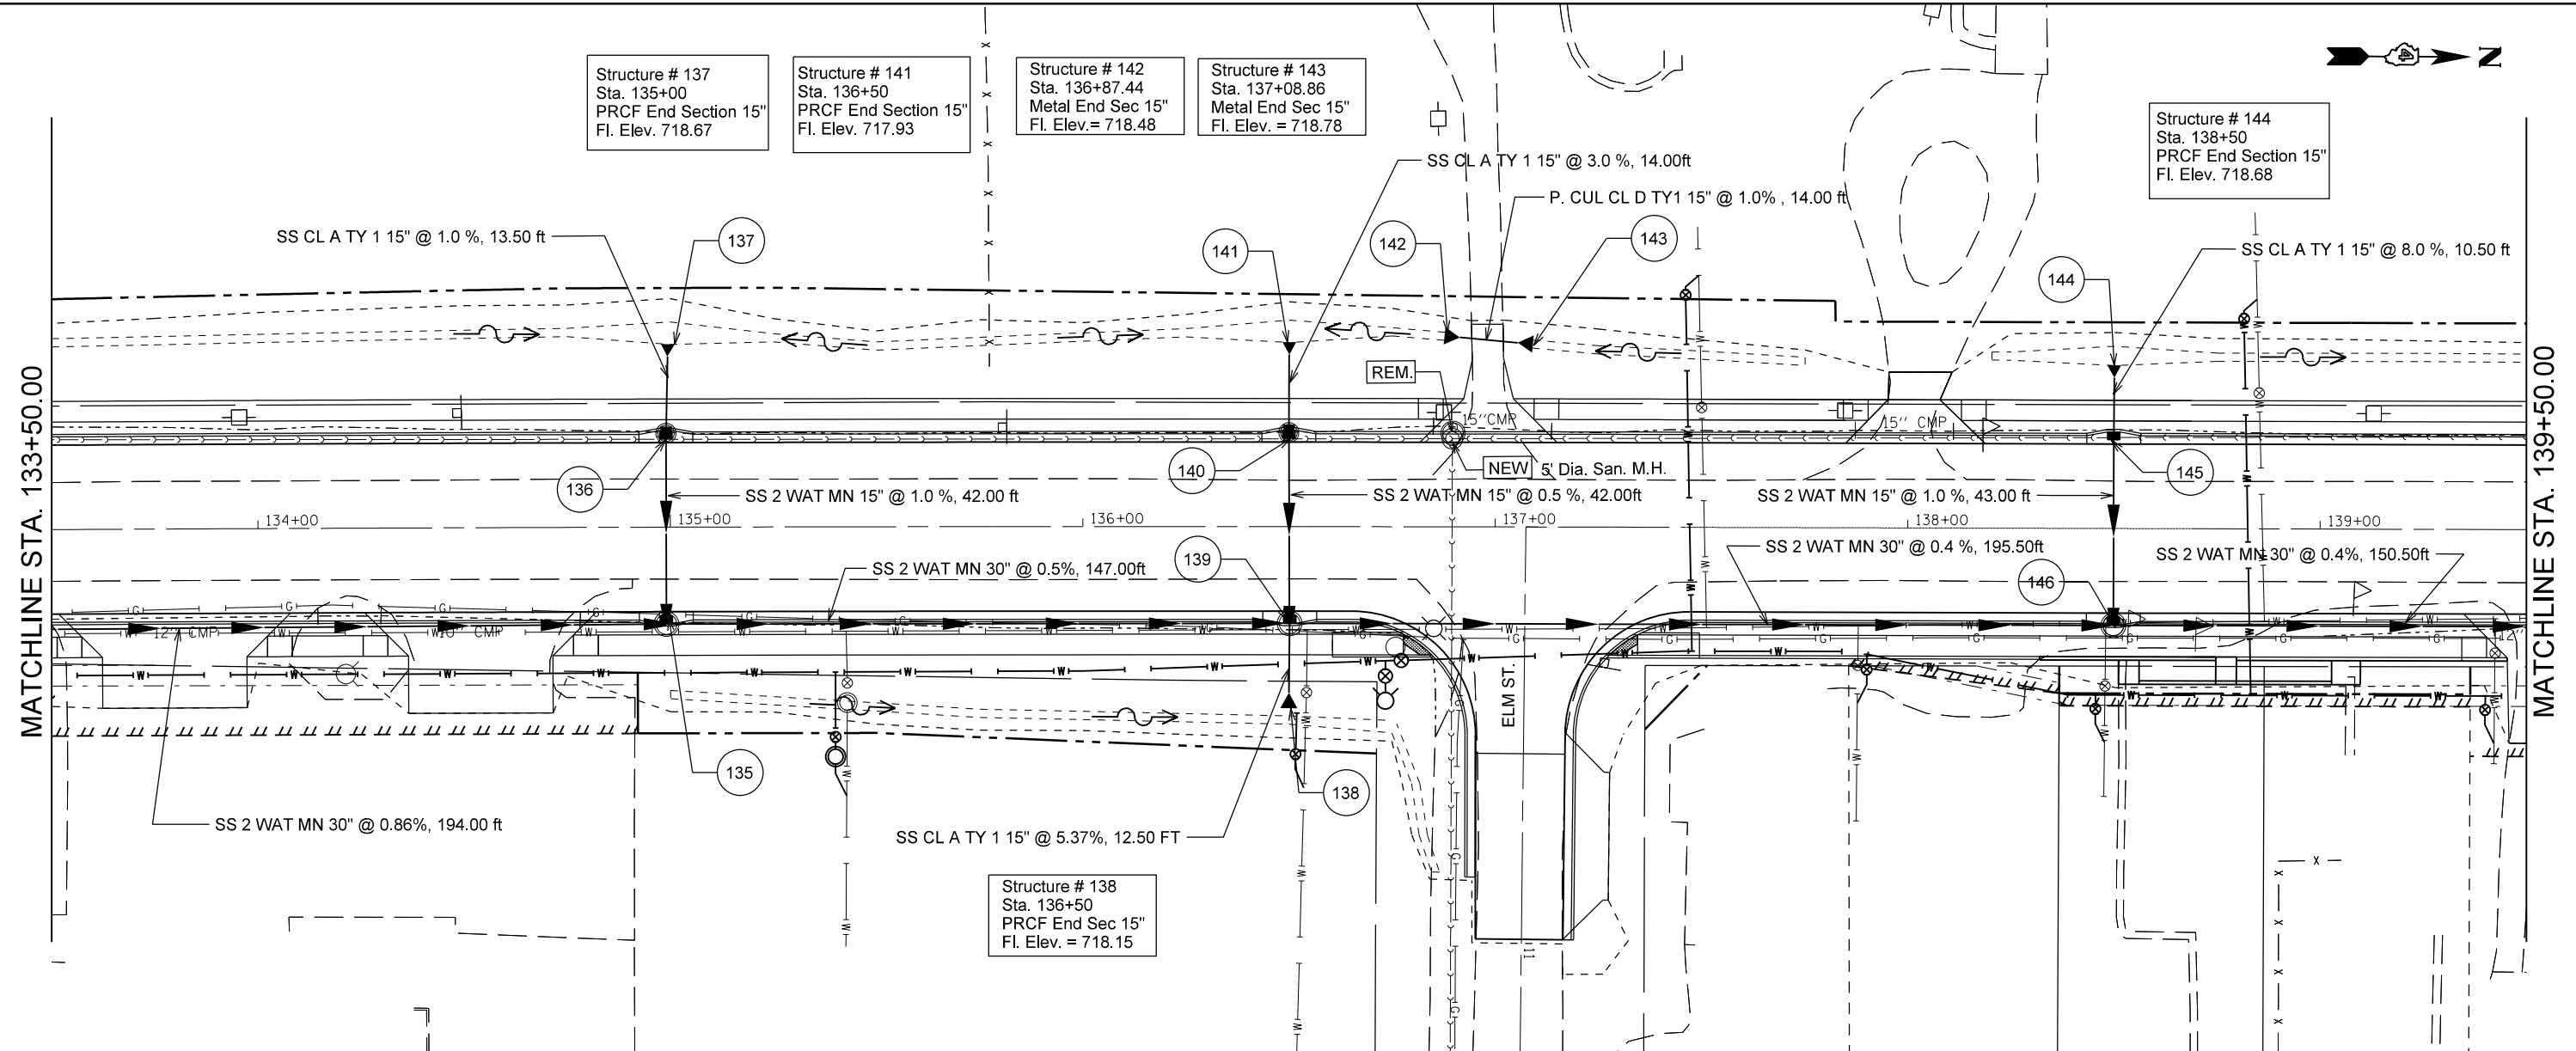 Structure # 137
Sta. 135+00
PRCF End Section 15"
Fl. Elev. 718.67
Structure # 141
Sta. 136+50
PRCF End Section 15"
Fl. Elev. 717.93
Structure # 142
Sta. 136+87.44
Metal End Sec 15"
Fl. Elev.= 718.48
Structure # 143
Sta. 137+08.86
Metal End Sec 15"
Fl. Elev. = 718.78
Structure # 144
Sta. 138+50
PRCF End Section 15"
Fl. Elev. 718.68
N
SS CL A TY 1 15" @ 3.0 %, 14.00ft
P. CUL CL D TY1 15" @ 1.0% , 14.00 ft
SS CL A TY 1 15" @ 1.0 %, 13.50 ft
137
141
142
143
SS CL A TY 1 15" @ 8.0 %, 10.50 ft
144
MATCHLINE STA. 133+50.00
MATCHLINE STA. 139+50.00
REM.
15''CMP
15'' CMP
136
140
NEW
5' Dia. San. M.H.
145
SS 2 WAT MN 15" @ 1.0 %, 42.00 ft
SS 2 WAT MN 15" @ 0.5 %, 42.00ft
SS 2 WAT MN 15" @ 1.0 %, 43.00 ft
134+00
135+00
136+00
137+00
138+00
139+00
SS 2 WAT MN 30" @ 0.5%, 147.00ft
139
SS 2 WAT MN 30" @ 0.4 %, 195.50ft
SS 2 WAT MN 30" @ 0.4%, 150.50ft
146
12'' CMP
10'' CMP
12''
ELM ST.
135
138
SS 2 WAT MN 30" @ 0.86%, 194.00 ft
SS CL A TY 1 15" @ 5.37%, 12.50 FT
Structure # 138
Sta. 136+50
PRCF End Sec 15"
Fl. Elev. = 718.15
11